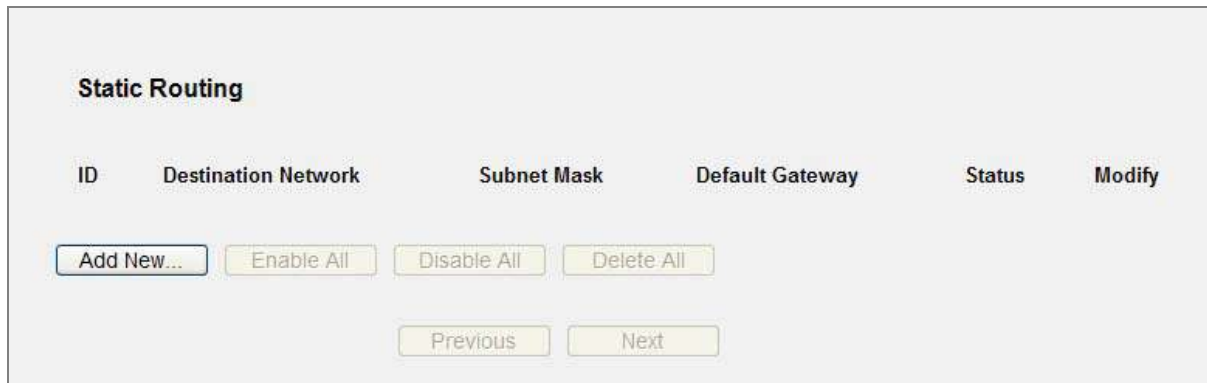 Static Routing
ID Destination Network Subnet Mask Default Gateway Status Modify
Add New... Enable All Disable All Delete All
Previous Next